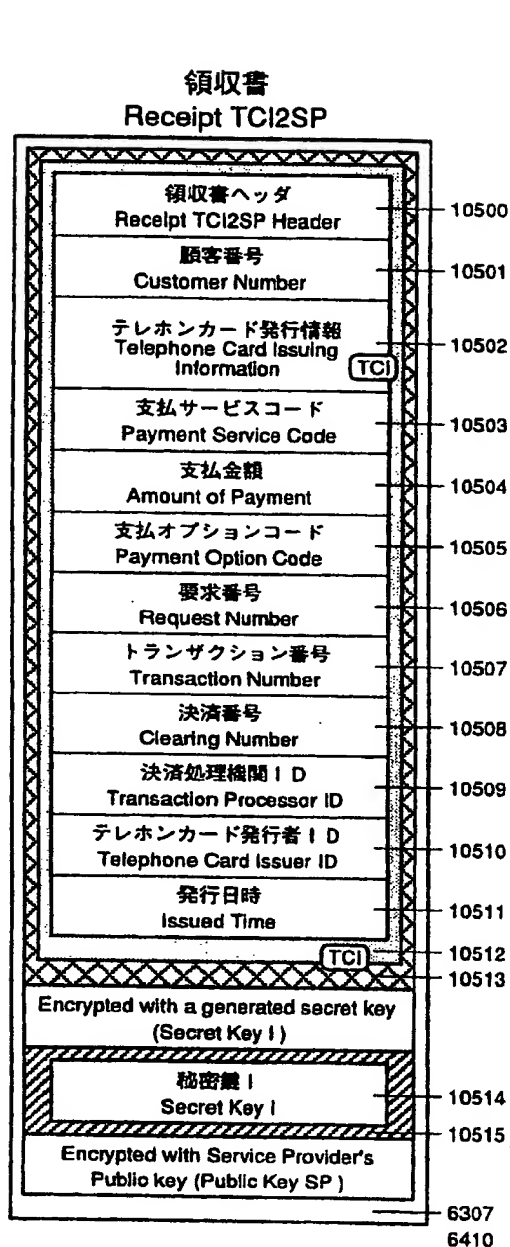 領収書
Receipt TCI2SP
領収書ヘッダ
Receipt TCI2SP Header
10500
顧客番号
Customer Number
10501
テレホンカード発行情報
Telephone Card Issuing
Information
10502
TCI
支払サービスコード
Payment Service Code
10503
支払金額
Amount of Payment
10504
支払オプションコード
Payment Option Code
10505
要求番号
Request Number
10506
トランザクション番号
Transaction Number
10507
決済番号
Clearing Number
10508
決済処理機関ID
Transaction Processor ID
10509
テレホンカード発行者ID
Telephone Card Issuer ID
10510
発行日時
Issued Time
10511
TCI
10512
10513
Encrypted with a generated secret key
(Secret Key I)
秘密鍵I
Secret Key I
10514
10515
Encrypted with Service Provider's
Public key (Public Key SP )
6307
6410